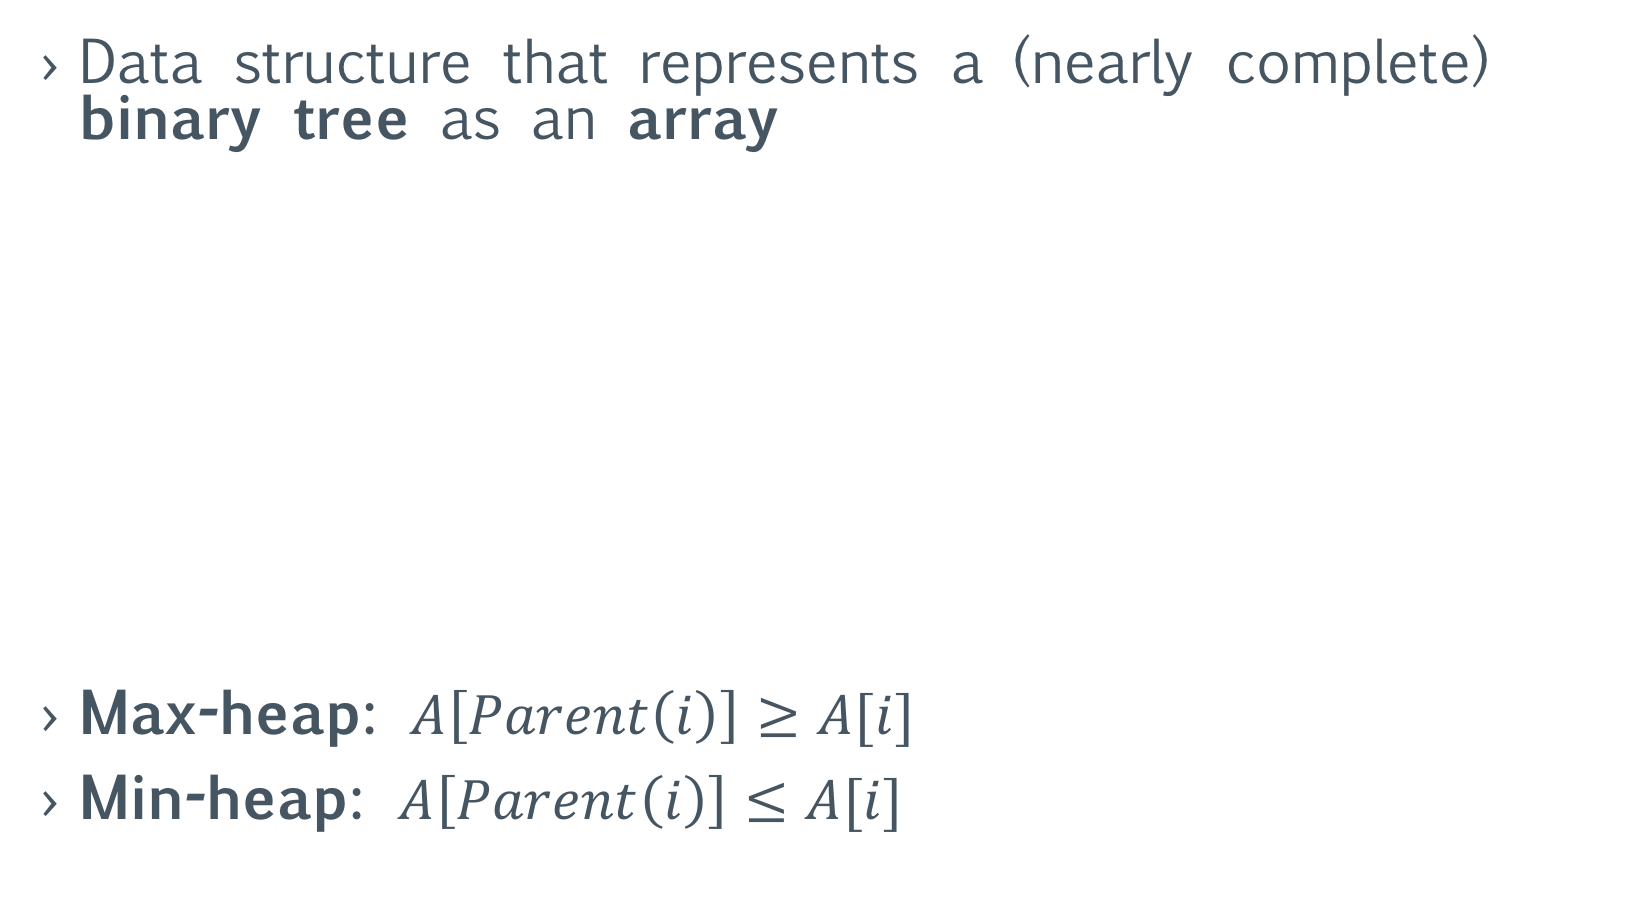 › Data structure that represents a (nearly complete)
binary tree as an array
› Max-heap: A[Parent(i)] ≥ A[i]
› Min-heap: A[Parent(i)] ≤ A[i]